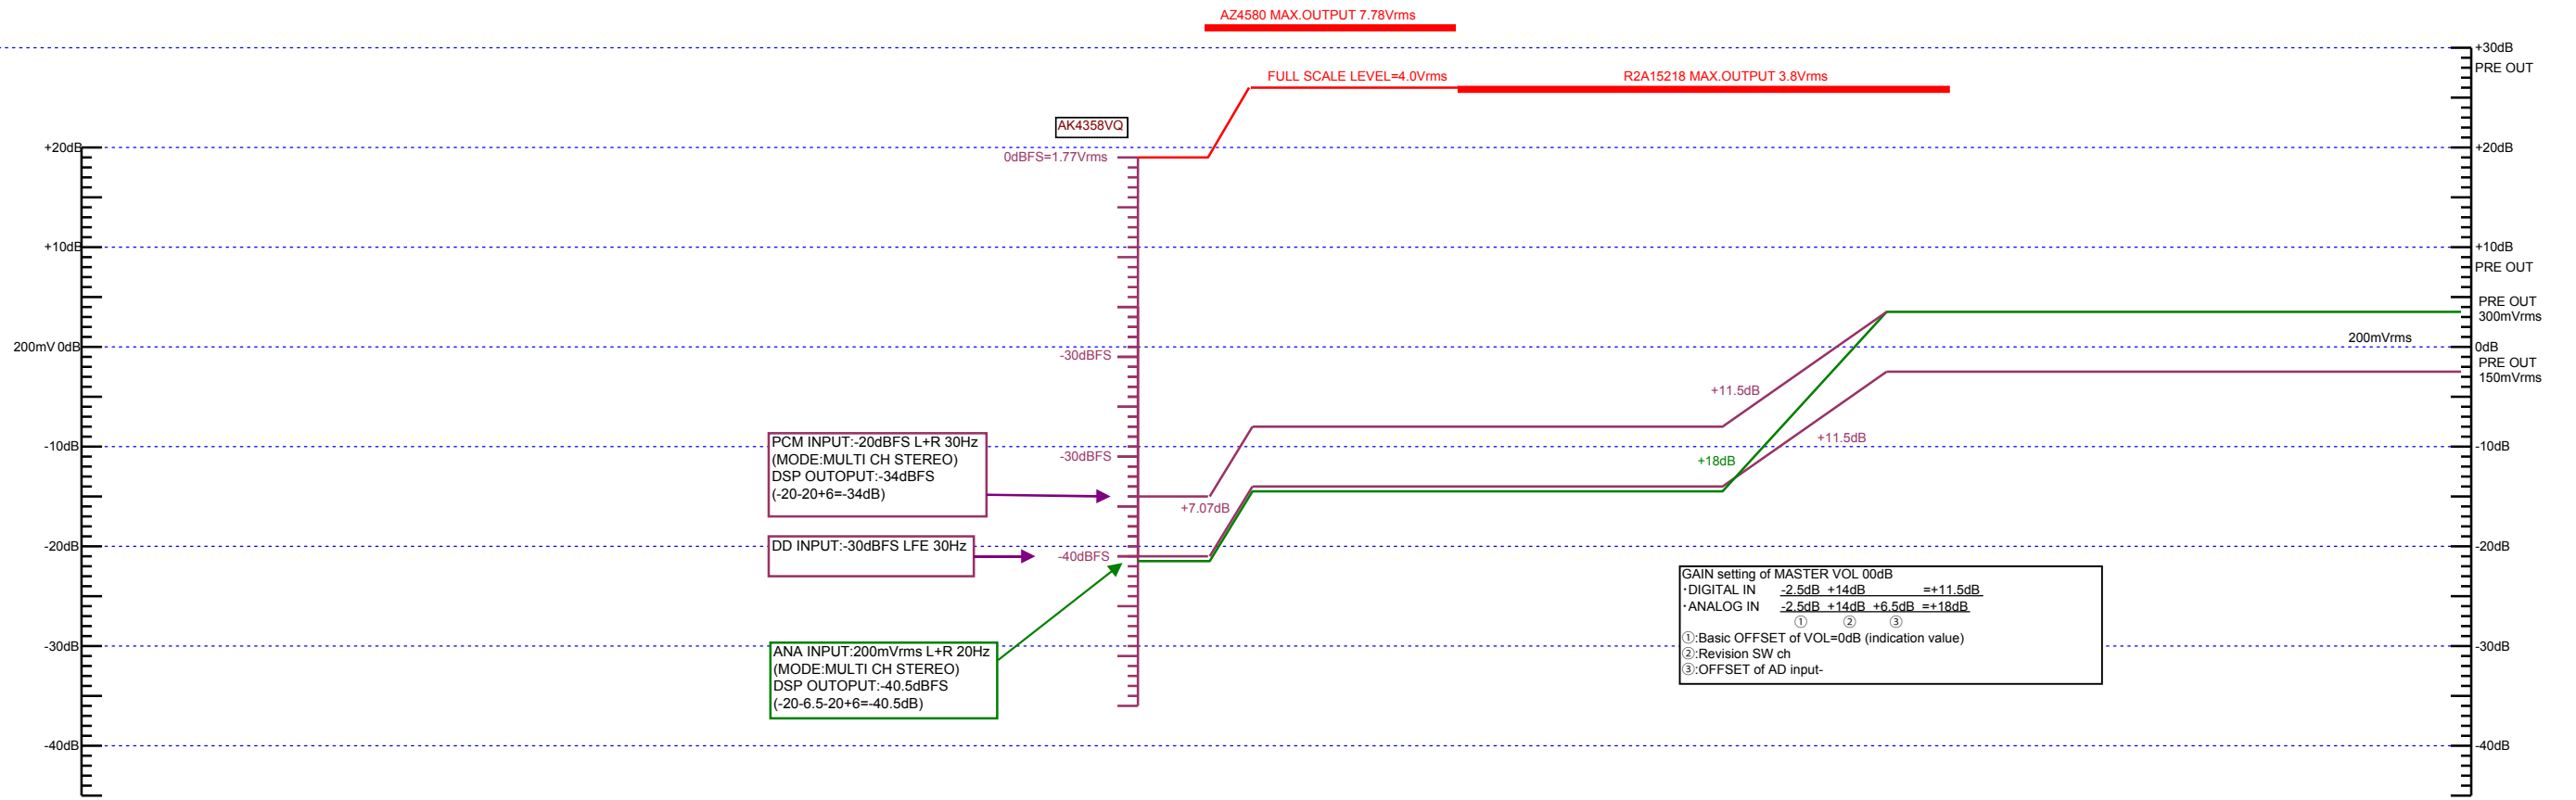 AZ4580 MAX.OUTPUT 7.78Vrms
+30dB
PRE OUT
FULL SCALE LEVEL=4.0Vrms
R2A15218 MAX.OUTPUT 3.8Vrms
AK4358VQ
+20dB
0dBFS=1.77Vrms
+20dB
+10dB
+10dB
PRE OUT
PRE OUT
300mVrms
200mV 0dB
-30dBFS
200mVrms
0dB
PRE OUT
150mVrms
+11.5dB
-10dB
PCM INPUT:-20dBFS L+R 30Hz
(MODE:MULTI CH STEREO)
DSP OUTOPUT:-34dBFS
(-20-20+6=-34dB)
-30dBFS
+11.5dB
+18dB
-10dB
+7.07dB
-20dB
DD INPUT:-30dBFS LFE 30Hz
-40dBFS
-20dB
GAIN setting of MASTER VOL 00dB
・DIGITAL IN -2.5dB +14dB =+11.5dB
・ANALOG IN -2.5dB +14dB +6.5dB =+18dB
① ② ③
①:Basic OFFSET of VOL=0dB (indication value)
②:Revision SW ch
③:OFFSET of AD input-
-30dB
ANA INPUT:200mVrms L+R 20Hz
(MODE:MULTI CH STEREO)
DSP OUTOPUT:-40.5dBFS
(-20-6.5-20+6=-40.5dB)
-30dB
-40dB
-40dB